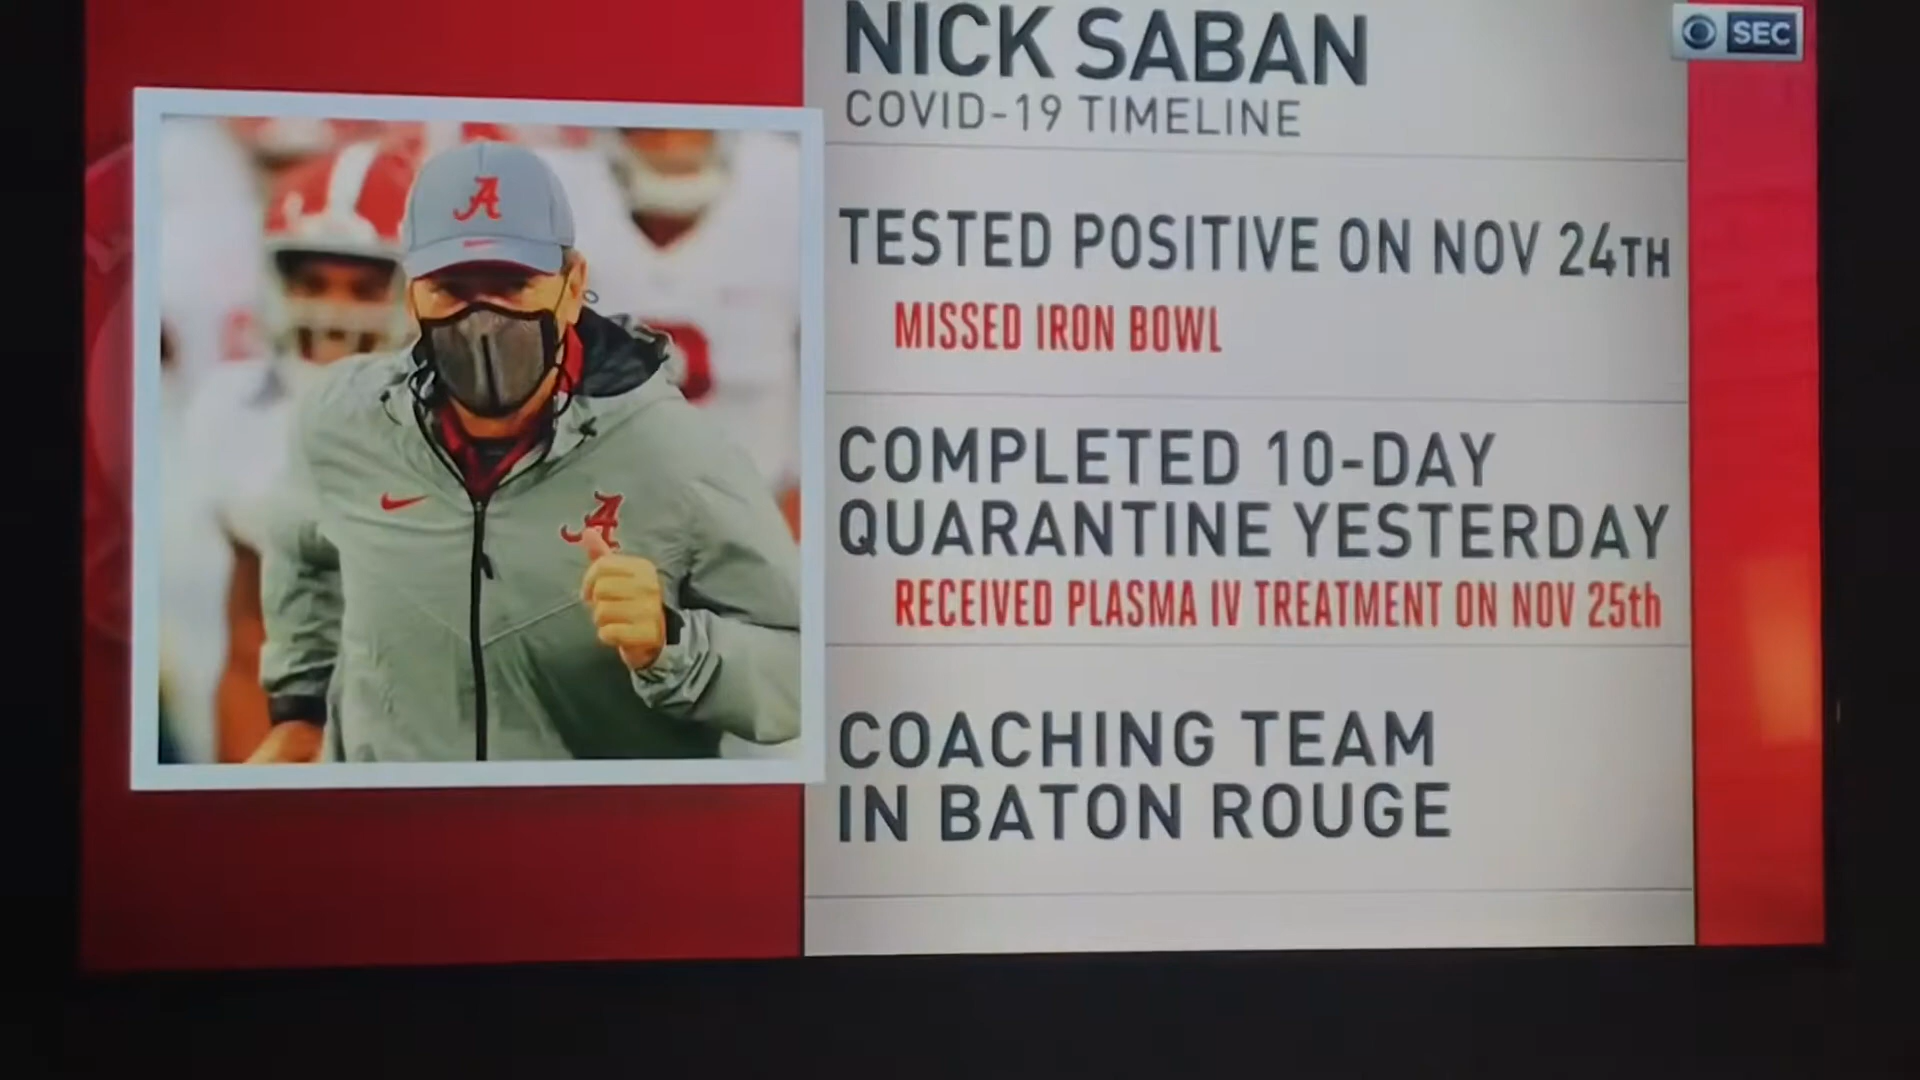 NICK SABAN
COVID-19 TIMELINE
SEC
TESTED POSITIVE ON NOV 24TH
MISSED IRON BOWL
COMPLETED 10-DAY
QUARANTINE YESTERDAY
RECEIVED PLASMA IV TREATMENT ON NOV 25th
COACHING TEAM
IN BATON ROUGE
A
A